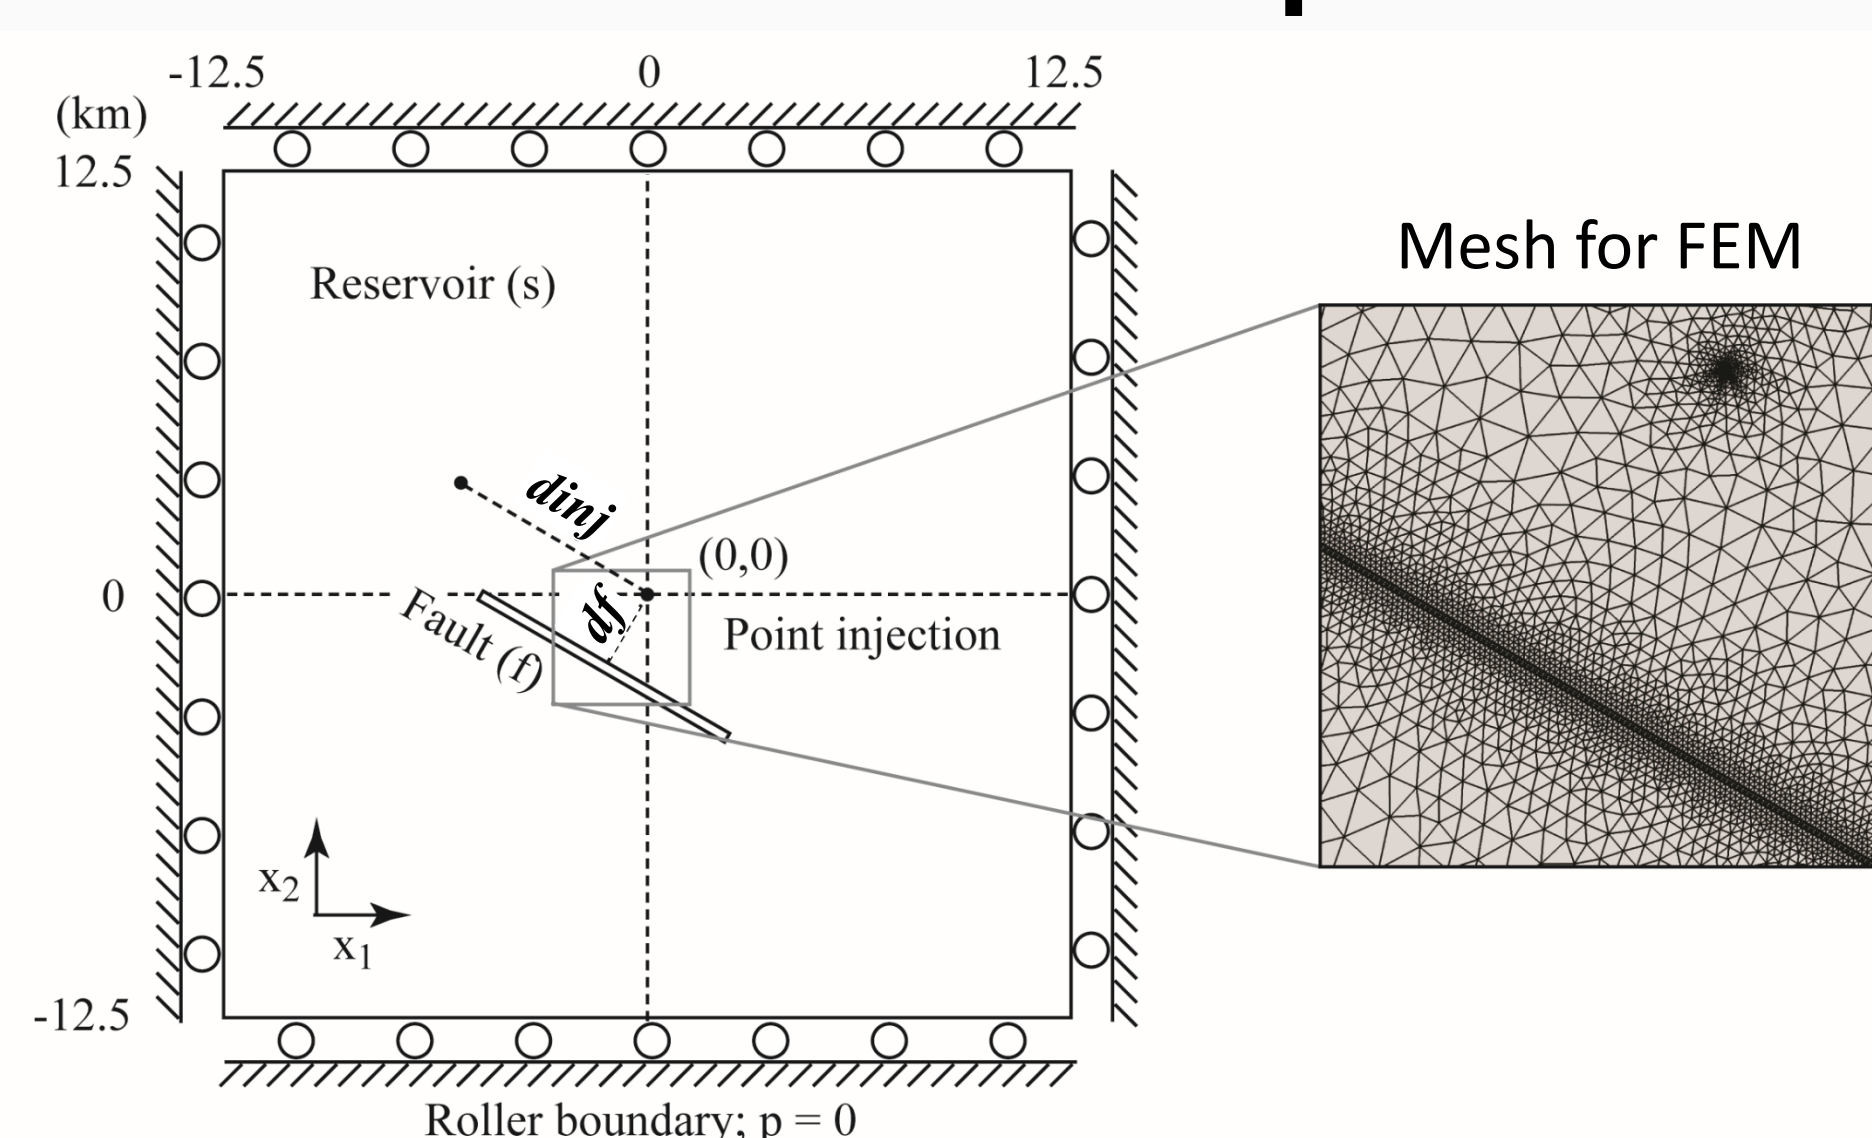 -12.5 0 12.5
(km)
12.5
Mesh for FEM
Reservoir (s)
dinj
(0,0)
0
df
Fault (f)
Point injection
x2
x1
-12.5
Roller boundary; p = 0